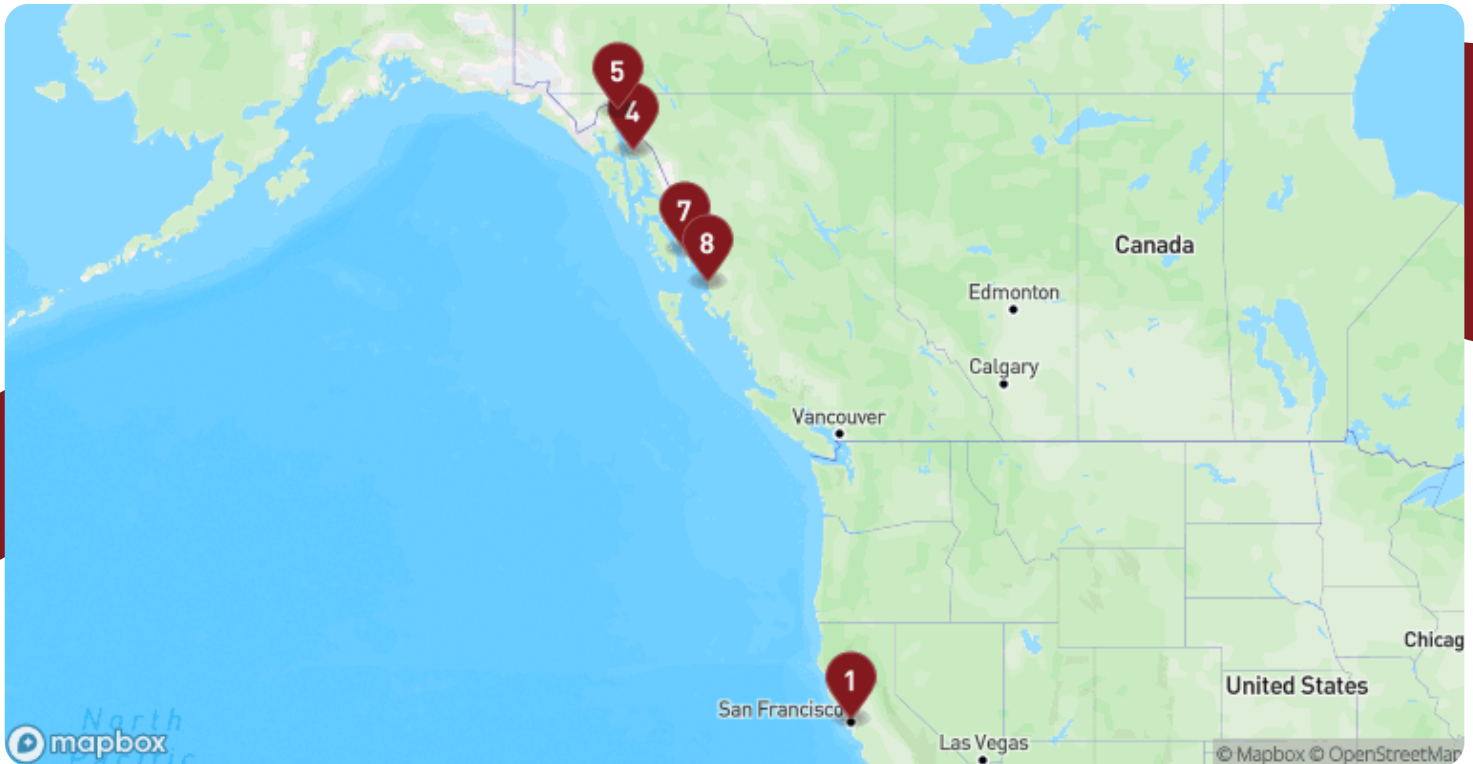 5
4
7
8
Canada
Edmonton
Calgary
Vancouver
Chicag
1
United States
San Francisco
North
Pacific
mapbox
Las Vegas
© Mapbox © OpenStreetMap